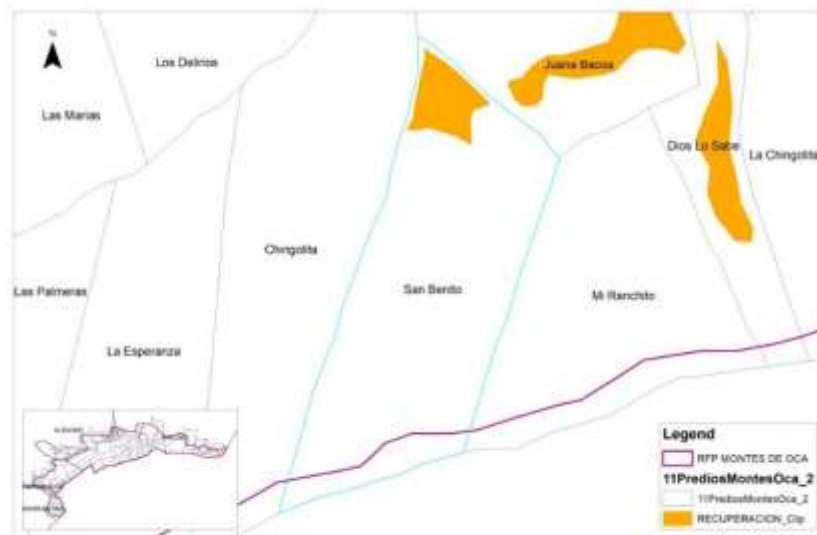 N
Los Delirios
Juana Bacoa
Las Marias
Dios Lo Sabe
La Chingolita
Chingolita
Las Palmeras
San Benito
Mi Ranchito
La Esperanza
Legend
RFP MONTES DE OCA
11PrediosMontesOca_2
11PrediosMontesOca_2
RECUPERACION_Clip